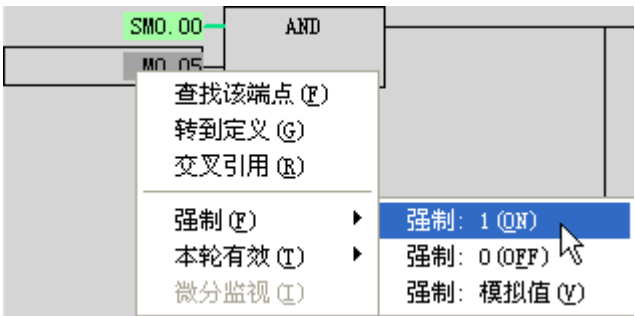 SM0.00
AND
M0.05
查找该端点(F)
转到定义(G)
交叉引用(R)
强制(F)
强制: 1(ON)
本轮有效(T)
强制: 0(OFF)
微分监视(I)
强制: 模拟值(V)